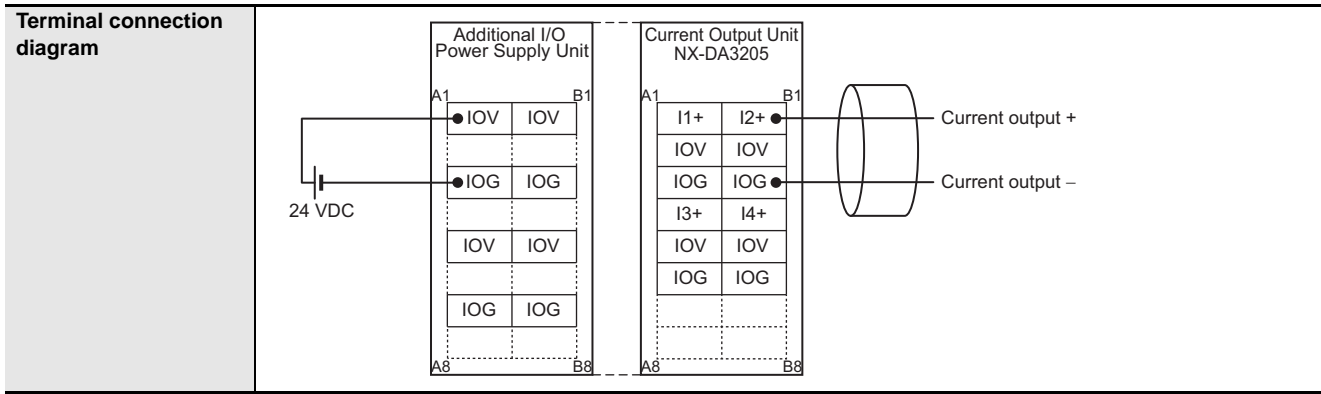 Terminal connection
diagram
Additional I/O
Power Supply Unit
A1 B1
IOV IOV
IOG IOG
IOV IOV
IOG IOG
A8 B8
24 VDC
Current Output Unit
NX-DA3205
A1 B1
I1+ I2+
IOV IOV
IOG IOG
I3+ I4+
IOV IOV
IOG IOG
A8 B8
Current output +
Current output −